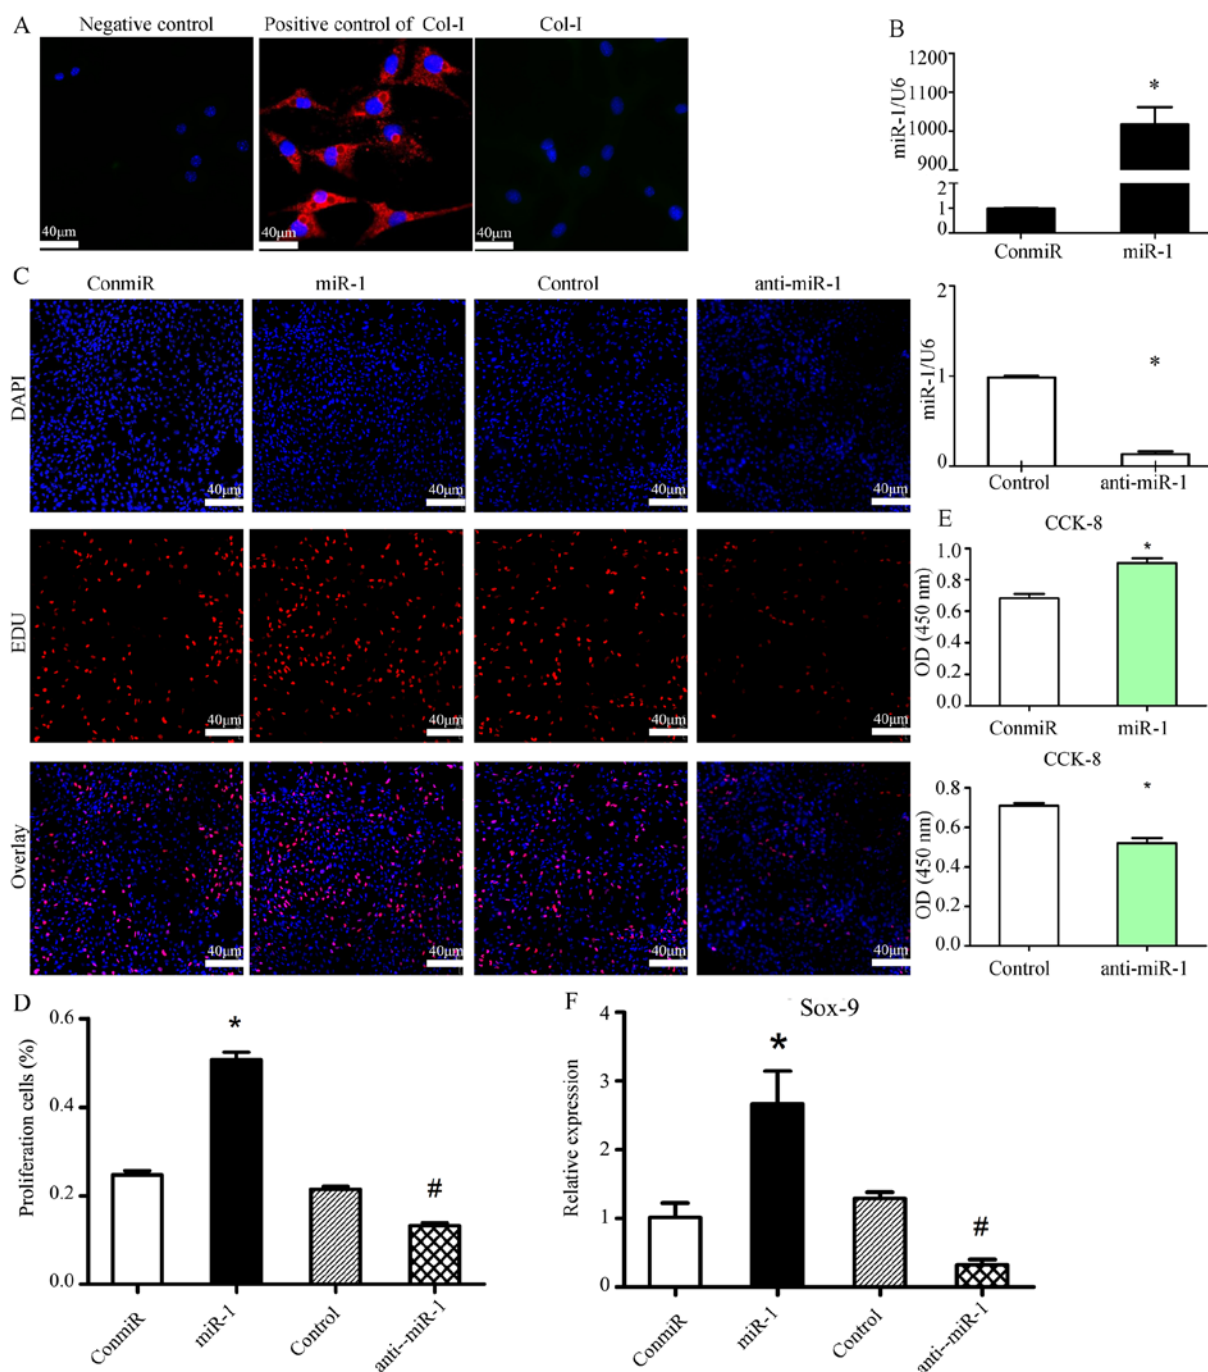 A
Negative control
Positive control of Col-I
Col-I
40µm
40µm
40µm
B
miR-1/U6
1200
1100
1000
900
2
1
0
*
ConmiR
miR-1
miR-1/U6
2
1
0
*
Control
anti-miR-1
C
ConmiR
miR-1
Control
anti-miR-1
DAPI
40µm
40µm
40µm
40µm
EDU
40µm
40µm
40µm
40µm
Overlay
40µm
40µm
40µm
40µm
E
CCK-8
OD (450 nm)
1.0
0.8
0.6
0.4
0.2
0.0
*
ConmiR
miR-1
CCK-8
OD (450 nm)
0.8
0.6
0.4
0.2
0.0
*
Control
anti-miR-1
D
Proliferation cells (%)
0.6
0.4
0.2
0.0
*
#
ConmiR
miR-1
Control
anti--miR-1
F
Sox-9
Relative expression
4
3
2
1
0
*
#
ConmiR
miR-1
Control
anti--miR-1